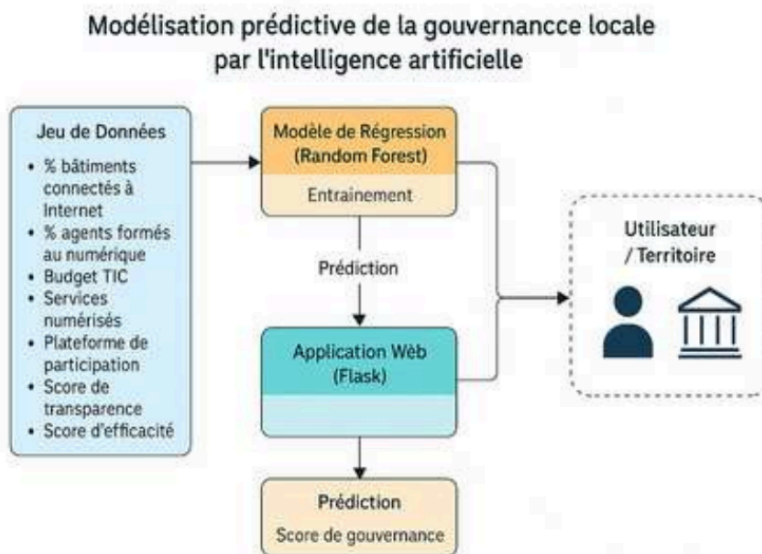 Modélisation prédictive de la gouvernancce locale
par l'intelligence artificielle
Jeu de Données
• % bâtiments
connectés à
Internet
• % agents formés
au numérique
• Budget TIC
• Services
numérisés
• Plateforme de
participation
• Score de
transparence
• Score d'efficacité
Modèle de Régression
(Random Forest)
Entrainement
Prédiction
Application Wèb
(Flask)
Prédiction
Score de gouvernance
Utilisateur
/ Territoire